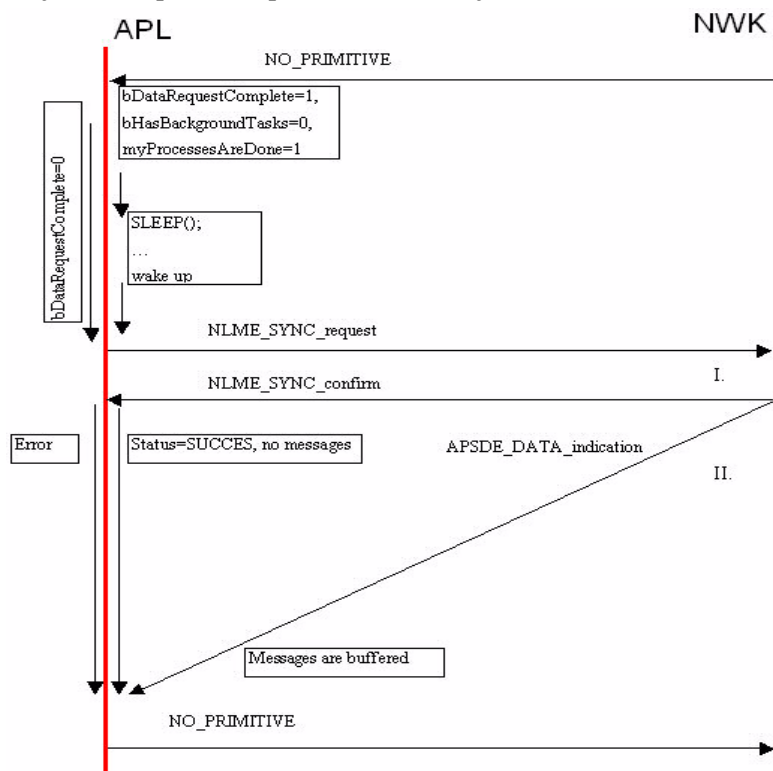 APL
NWK
NO_PRIMITIVE
bDataRequestComplete=1,
bHasBackgroundTasks=0,
myProcessesAreDone=1
bDataRequestComplete=0
SLEEP();
...
wake up
NLME_SYNC_request
I.
NLME_SYNC_confirm
Error
Status=SUCCES, no messages
APSDE_DATA_indication
II.
Messages are buffered
NO_PRIMITIVE